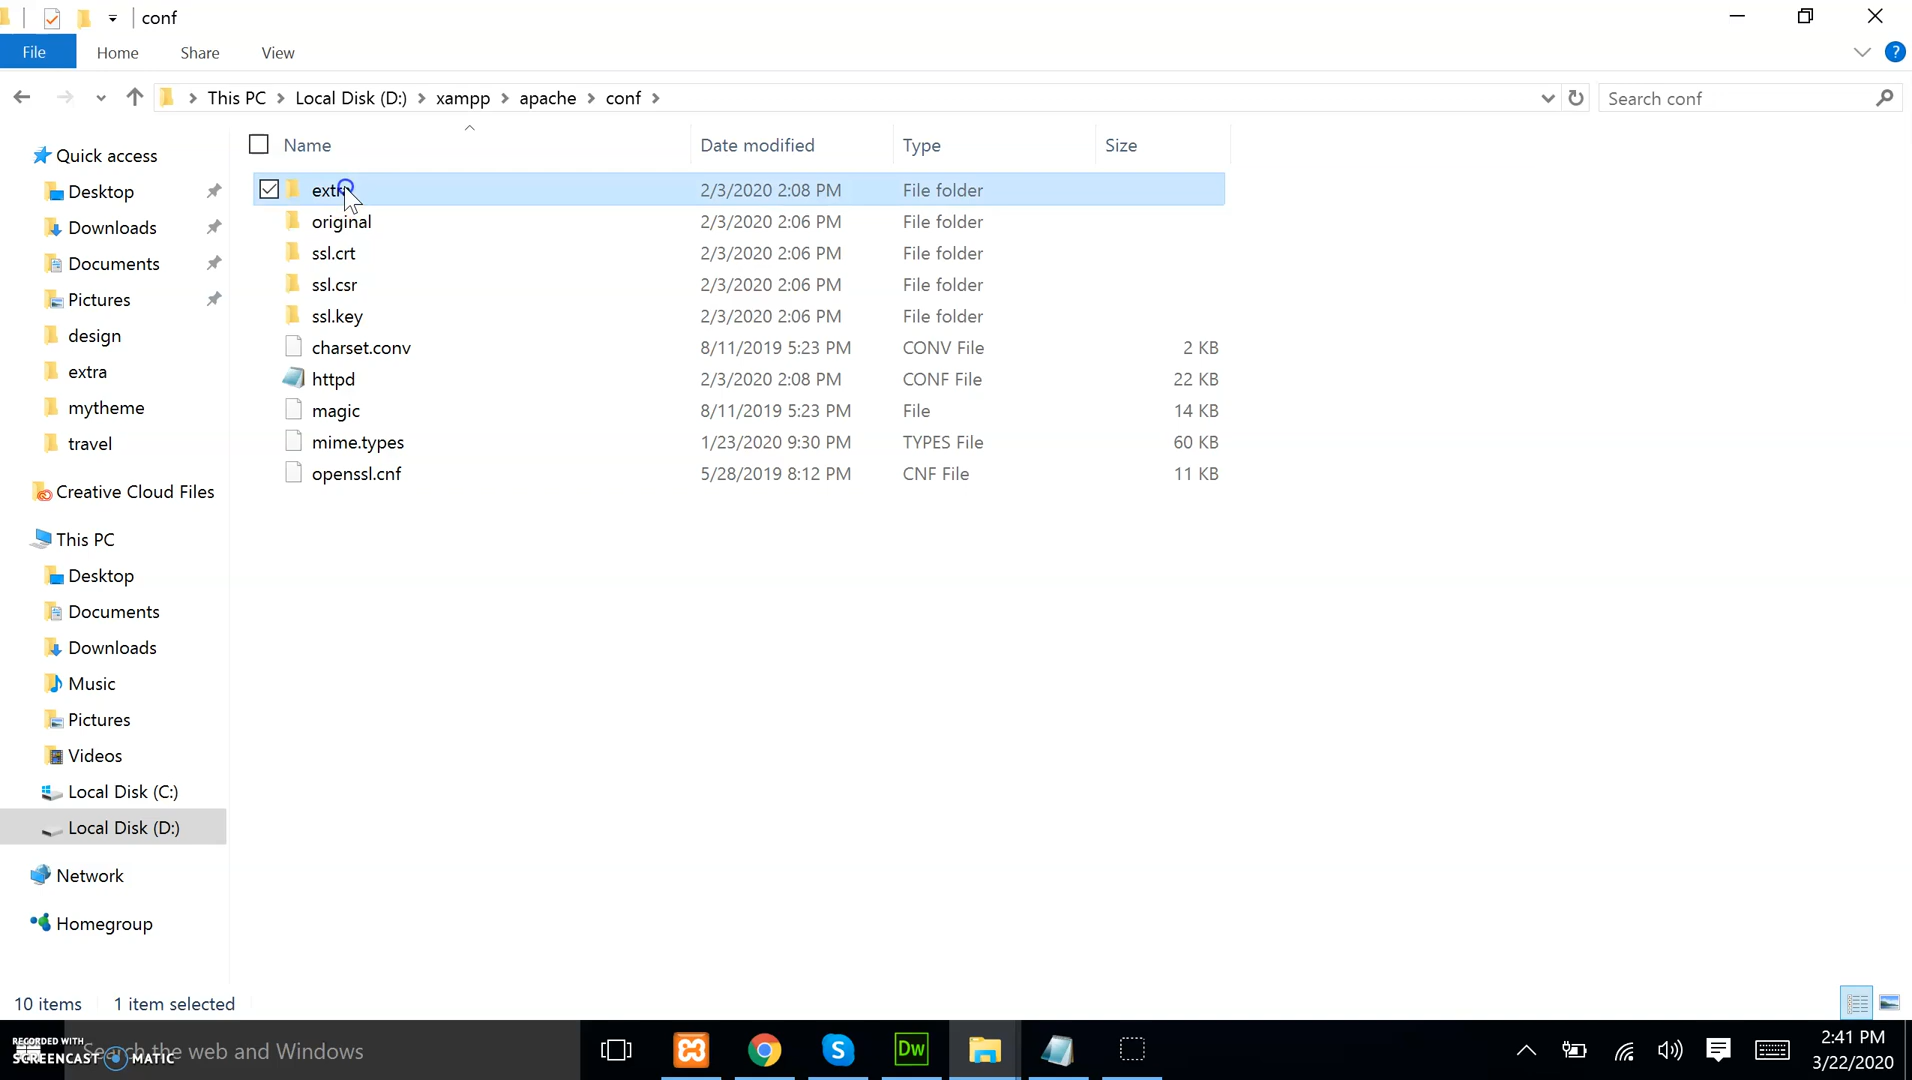 conf
File Home Share View
This PC Local Disk (D:) xampp apache conf
Search conf
Name Date modified Type Size
extra 2/3/2020 2:08 PM File folder
original 2/3/2020 2:06 PM File folder
ssl.crt 2/3/2020 2:06 PM File folder
ssl.csr 2/3/2020 2:06 PM File folder
ssl.key 2/3/2020 2:06 PM File folder
charset.conv 8/11/2019 5:23 PM CONV File 2 KB
httpd 2/3/2020 2:08 PM CONF File 22 KB
magic 8/11/2019 5:23 PM File 14 KB
mime.types 1/23/2020 9:30 PM TYPES File 60 KB
openssl.cnf 5/28/2019 8:12 PM CNF File 11 KB
Quick access
Desktop
Downloads
Documents
Pictures
design
extra
mytheme
travel
Creative Cloud Files
This PC
Desktop
Documents
Downloads
Music
Pictures
Videos
Local Disk (C:)
Local Disk (D:)
Network
Homegroup
10 items 1 item selected
RECORDED WITH
SCREENCAST MATIC
Search the web and Windows
Dw
2:41 PM
3/22/2020